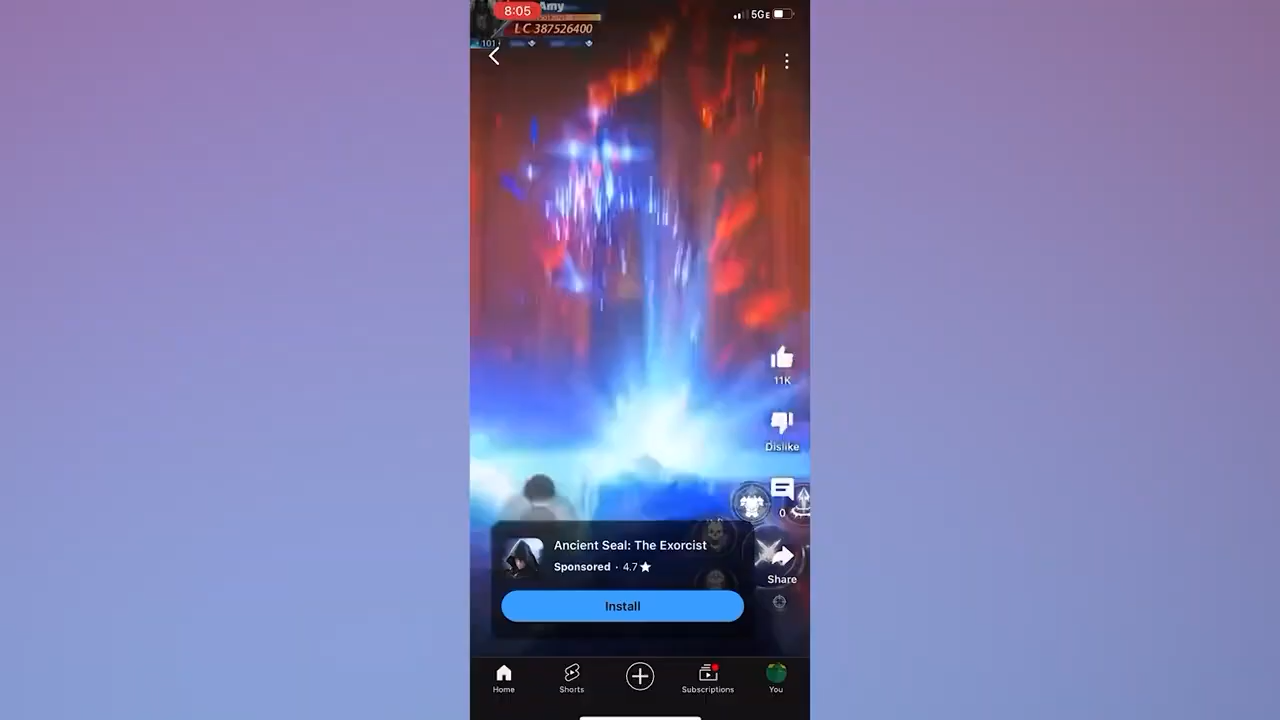 8:05
Amy
LC 387526400
101
5GE
11K
Dislike
0
Ancient Seal: The Exorcist
Sponsored · 4.7★
Share
Install
Home
Shorts
Subscriptions
You